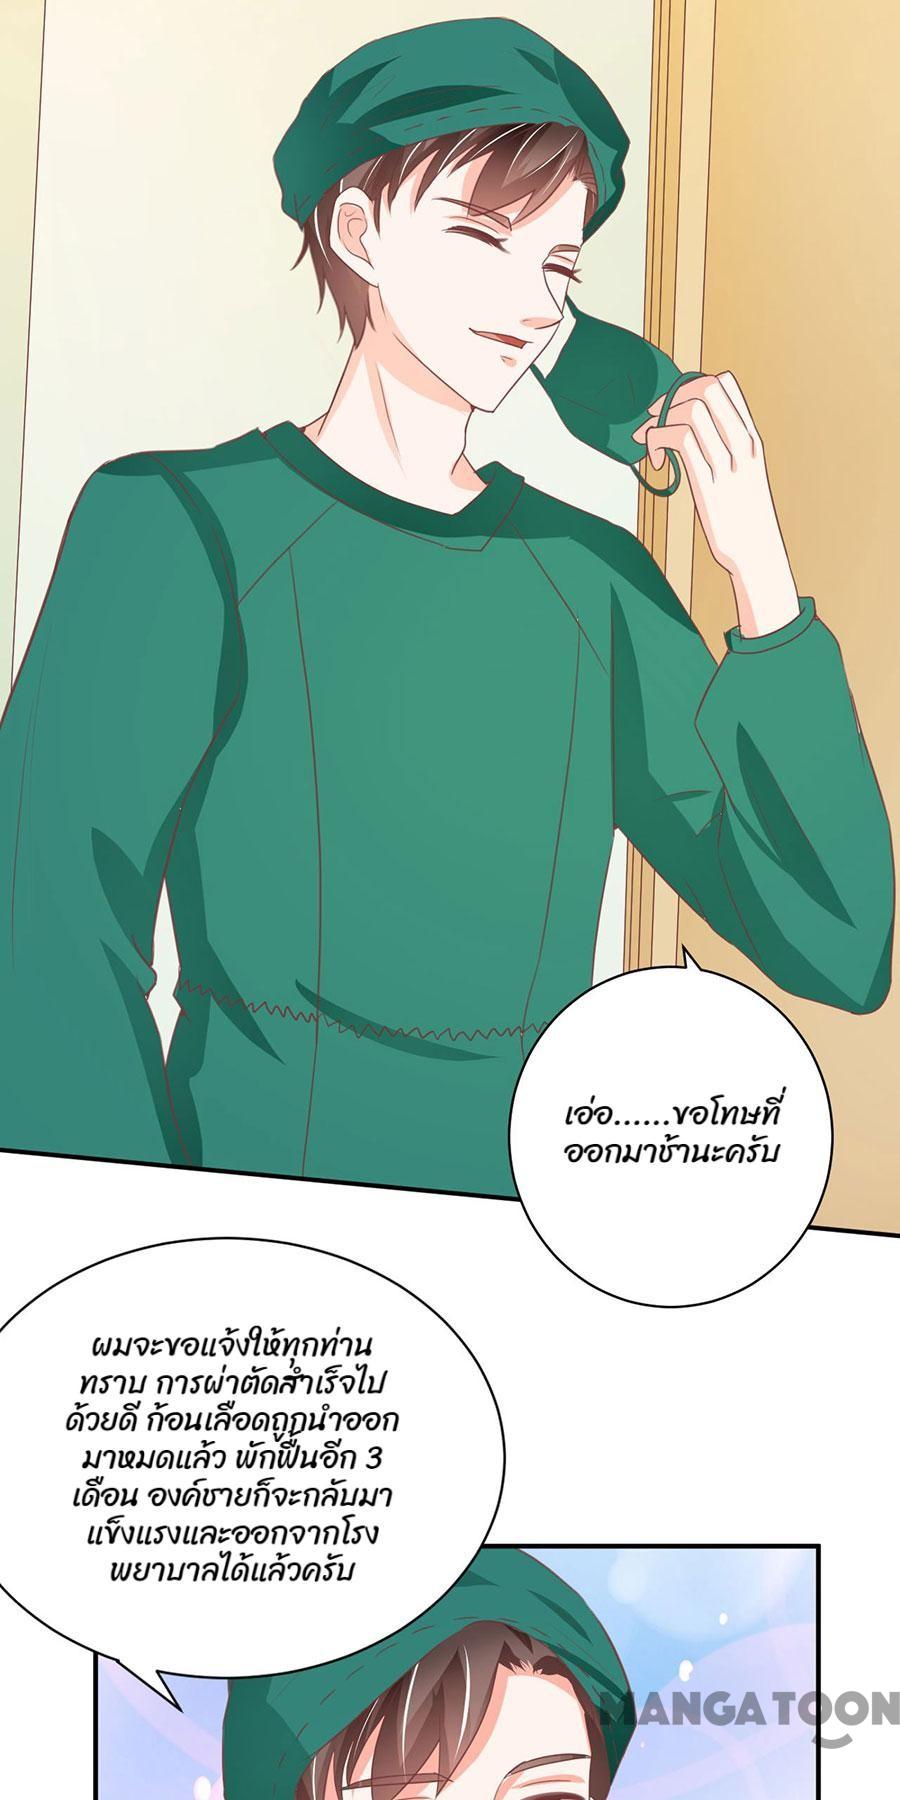 เอ่อ......ขอโทษที่
ออกมาช้านะครับ
ผมจะขอแจ้งให้ทุกท่าน
ทราบ การผ่าตัดสำเร็จไป
ด้วยดี ก้อนเลือดถูกนำออก
มาหมดแล้ว พักฟื้นอีก 3
เดือน องค์ชายก็จะกลับมา
แข็งแรงและออกจากโรง
พยาบาลได้แล้วครับ
MANGATOON